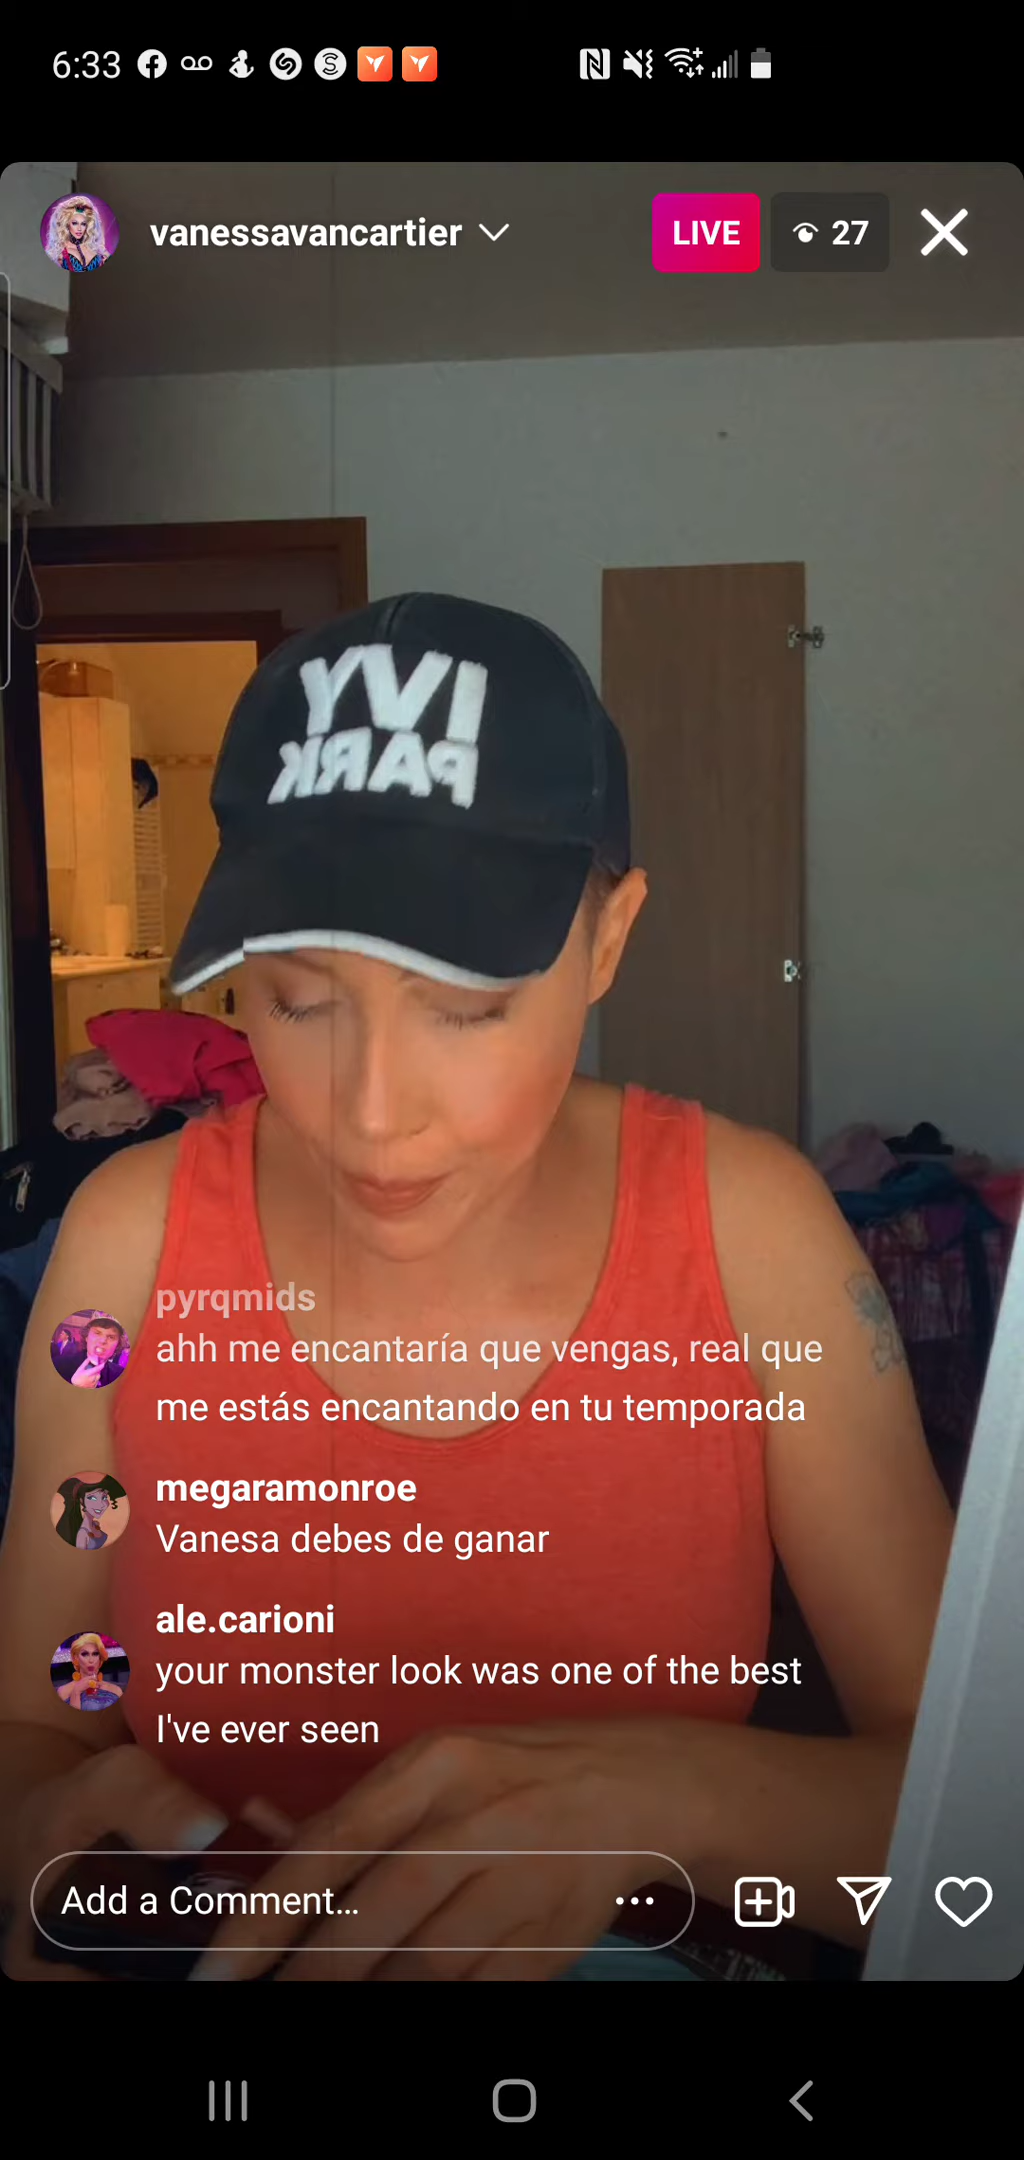 6:33
vanessavancartier
LIVE
27
IVY
PARK
pyrqmids
ahh me encantaría que vengas, real que
me estás encantando en tu temporada
megaramonroe
Vanesa debes de ganar
ale.carioni
your monster look was one of the best
I've ever seen
Add a Comment...